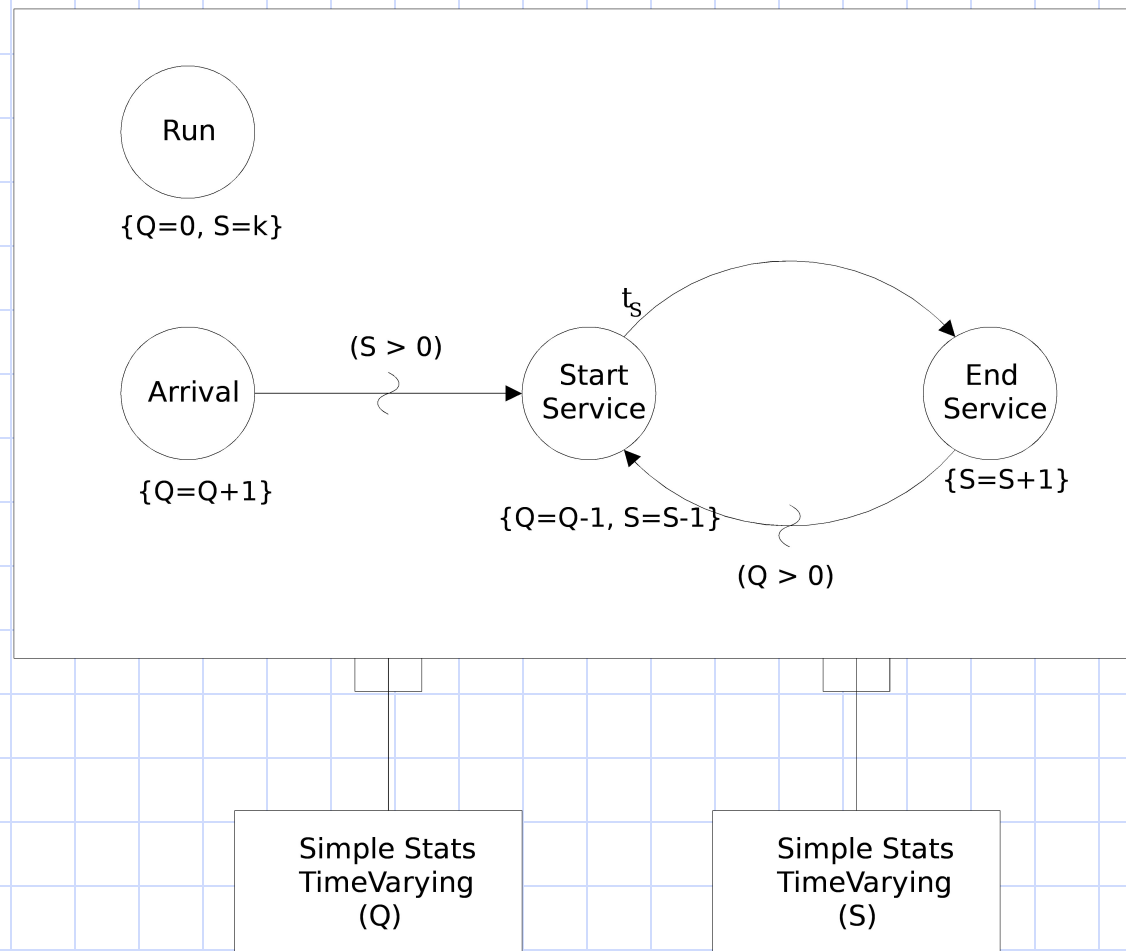 Run
{Q=0, S=k}
tS
(S > 0)
Arrival
Start
Service
End
Service
{Q=Q+1}
{S=S+1}
{Q=Q-1, S=S-1}
(Q > 0)
Simple Stats
TimeVarying
(Q)
Simple Stats
TimeVarying
(S)